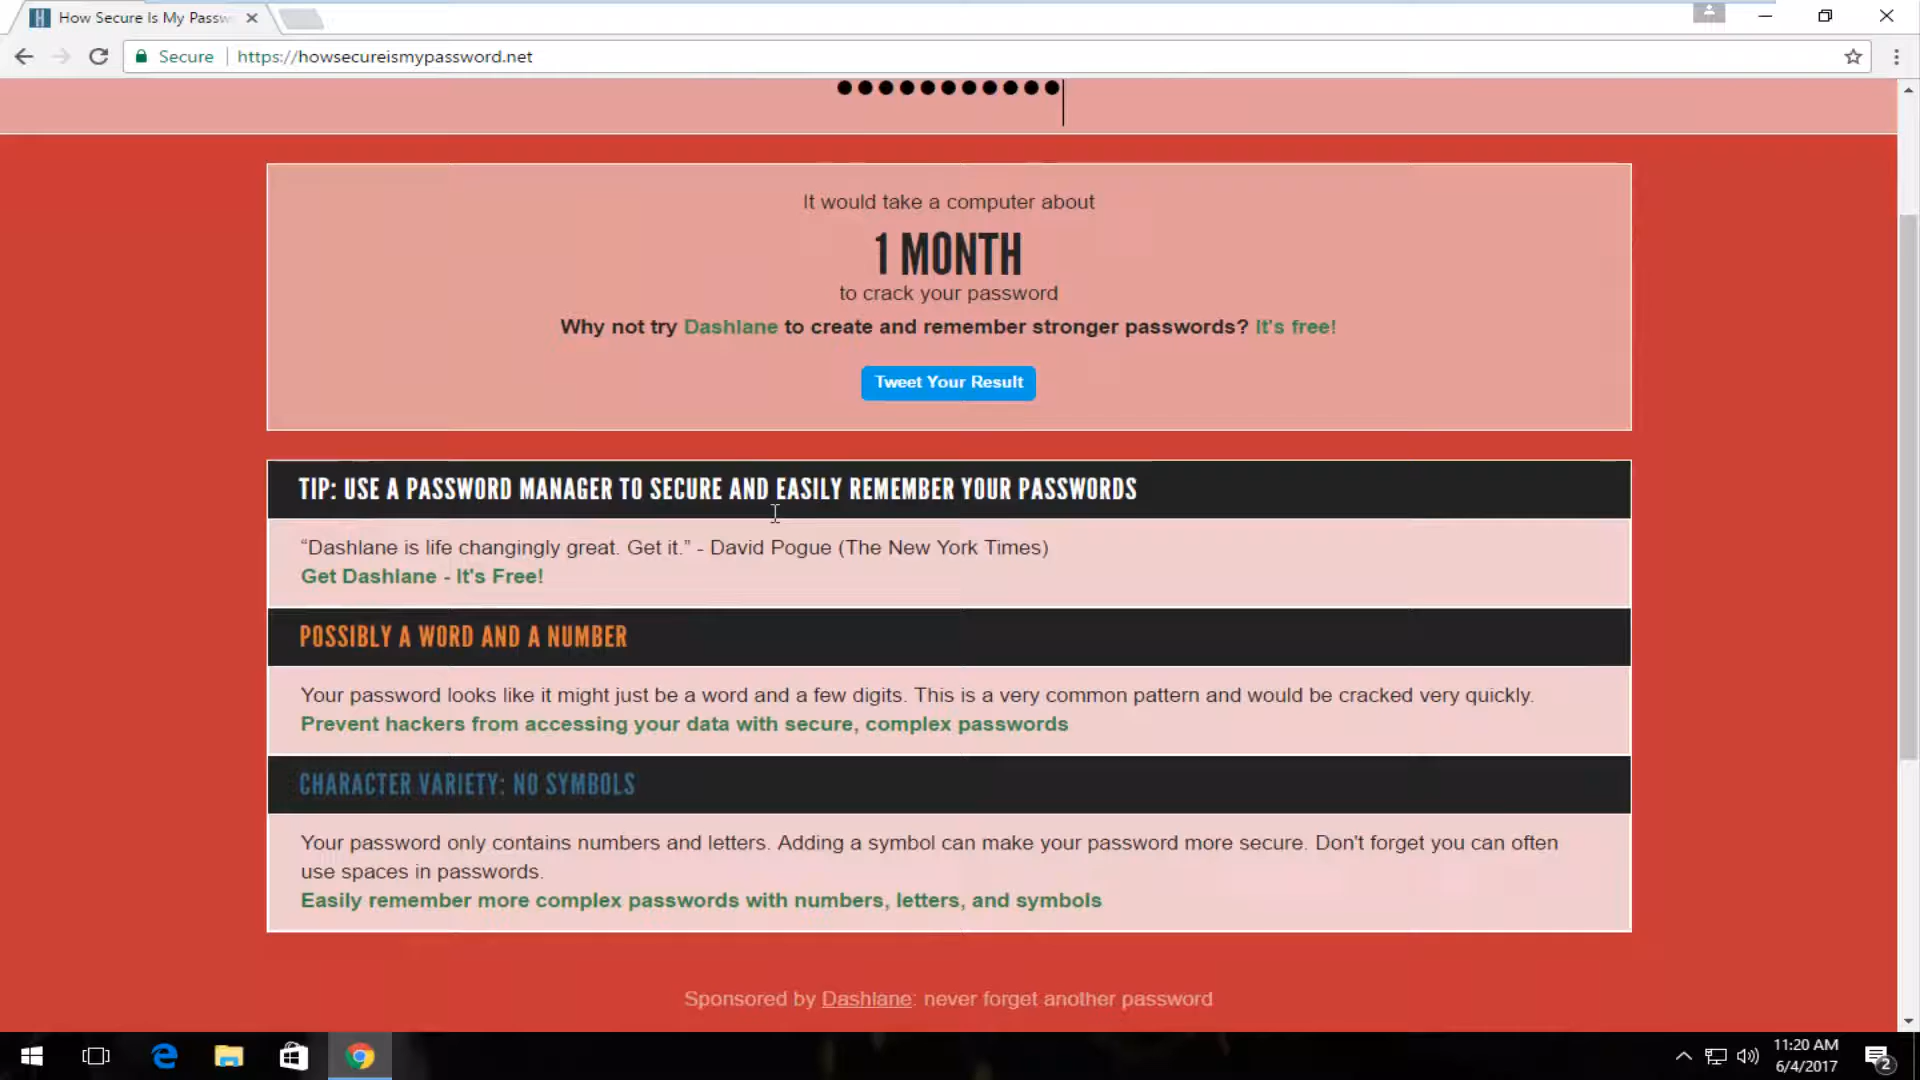 How Secure Is My Passw
Secure
https://howsecureismypassword.net
●●●●●●●●●●●
It would take a computer about
1 MONTH
to crack your password
Why not try Dashlane to create and remember stronger passwords? It's free!
Tweet Your Result
TIP: USE A PASSWORD MANAGER TO SECURE AND EASILY REMEMBER YOUR PASSWORDS
“Dashlane is life changingly great. Get it.” - David Pogue (The New York Times)
Get Dashlane - It's Free!
POSSIBLY A WORD AND A NUMBER
Your password looks like it might just be a word and a few digits. This is a very common pattern and would be cracked very quickly.
Prevent hackers from accessing your data with secure, complex passwords
CHARACTER VARIETY: NO SYMBOLS
Your password only contains numbers and letters. Adding a symbol can make your password more secure. Don't forget you can often
use spaces in passwords.
Easily remember more complex passwords with numbers, letters, and symbols
Sponsored by Dashlane: never forget another password
11:20 AM
6/4/2017
2